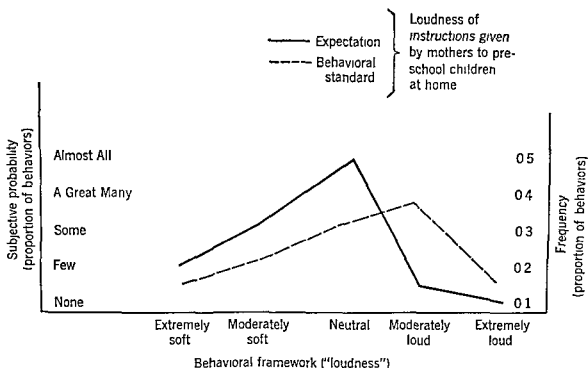 Expectation
Behavioral
standard
Loudness of
instructions given
by mothers to pre-
school children
at home
Subjective probability
(proportion of behaviors)
Almost All
A Great Many
Some
Few
None
0 5
0 4
0 3
0 2
0 1
Frequency
(proportion of behaviors)
Extremely
soft
Moderately
soft
Neutral
Moderately
loud
Extremely
loud
Behavioral framework ("loudness")